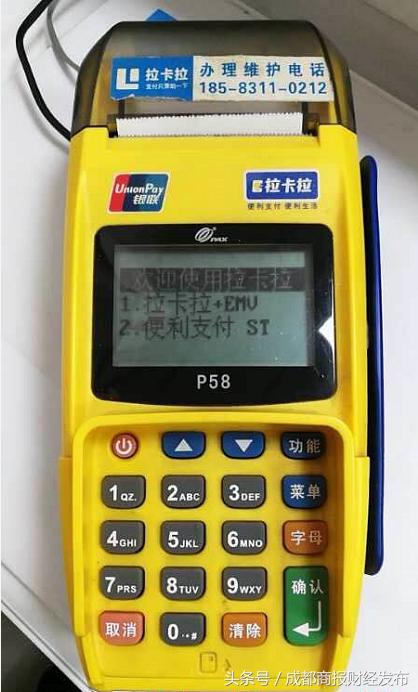 拉卡拉
支付只需助一下
办理维护电话
185-8311-0212
UnionPay
银联
拉卡拉
便利支付 便利生活
PAX
欢迎使用拉卡拉
1.拉卡拉+EMV
2.便利支付 ST
P58
功能
1QZ. 2ABC 3DEF 菜单
4GHI 5JKL 6MNO 字母
7PRS 8TUV 9WXY 确认
取消 0·*# 清除
头条号 / 成都商报财经发布